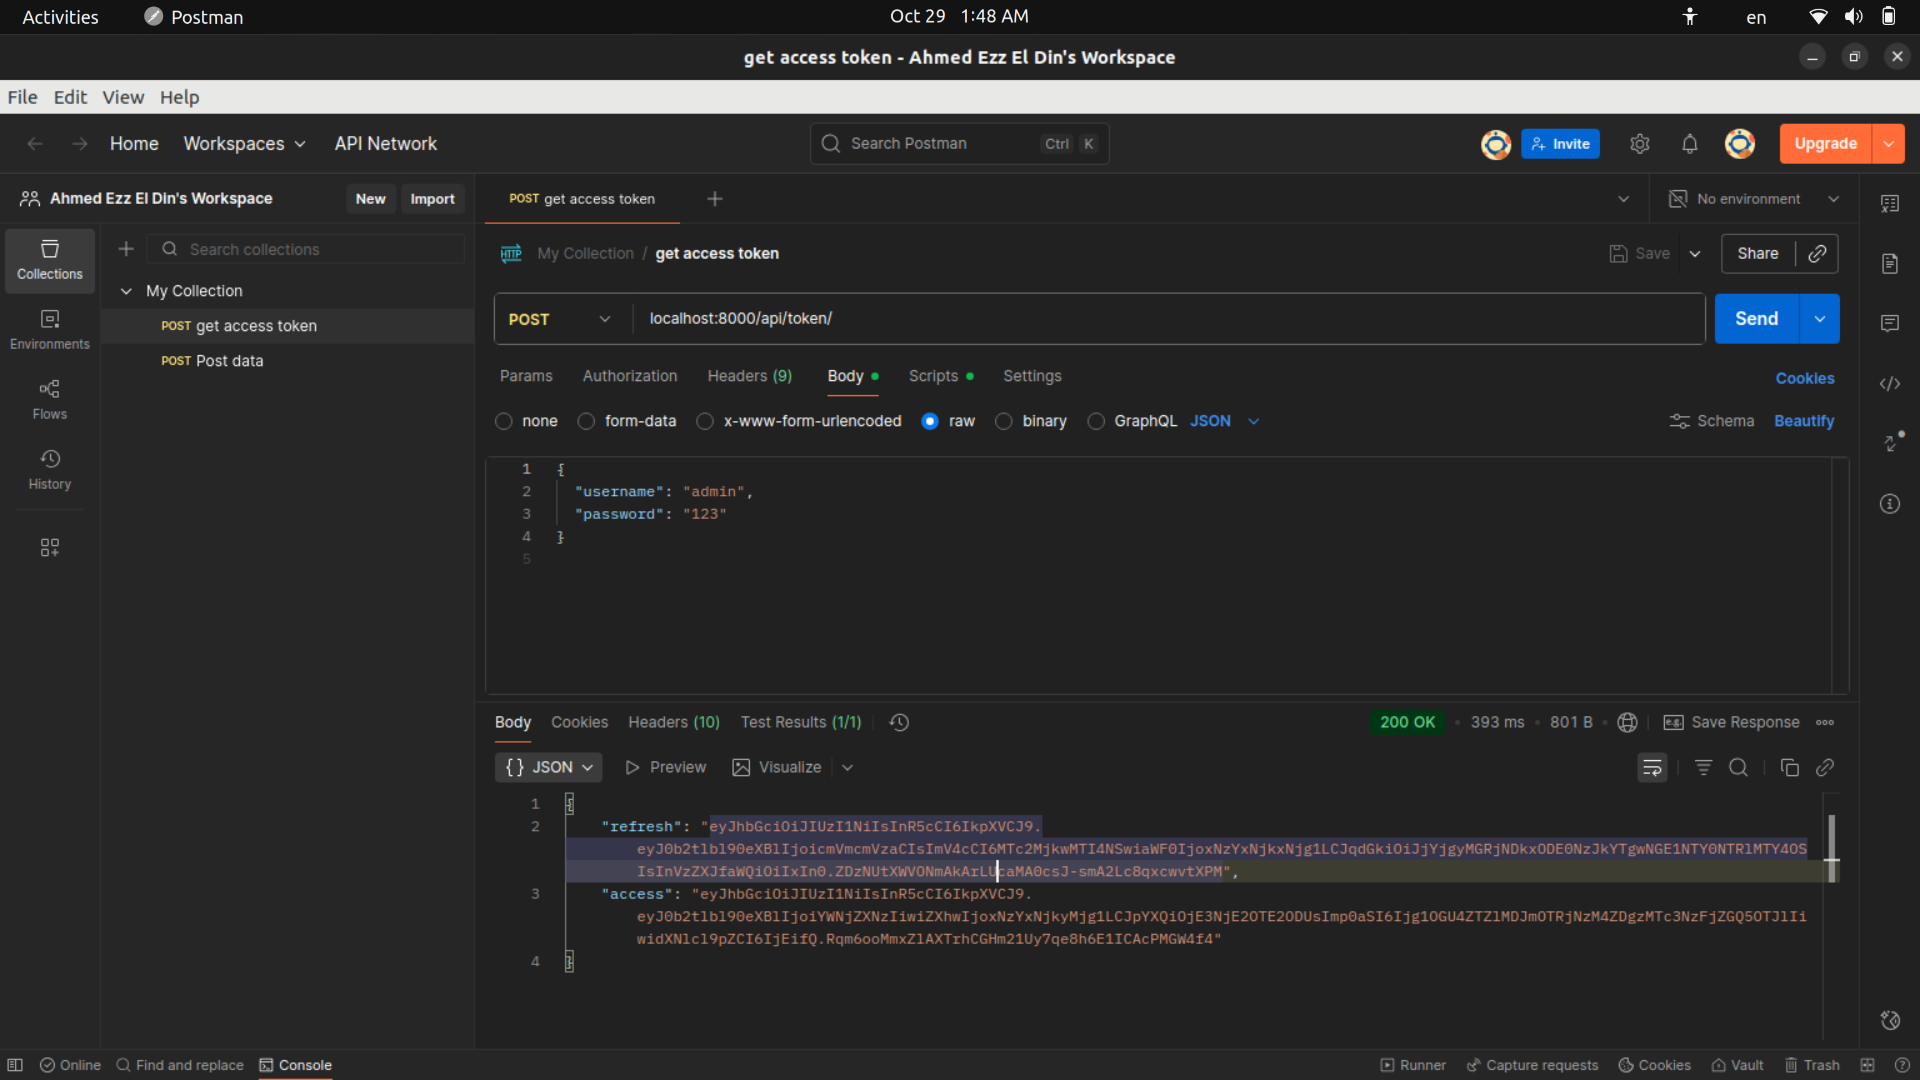 Activities Postman Oct 29 1:48 AM en
get access token - Ahmed Ezz El Din's Workspace
File Edit View Help
Home Workspaces API Network Search Postman Ctrl K Invite Upgrade
Ahmed Ezz El Din's Workspace New Import POST get access token No environment
Search collections
HTTP My Collection / get access token Save Share
Collections
My Collection
POST get access token
POST Post data
Environments
Flows
History
POST localhost:8000/api/token/ Send
Params Authorization Headers (9) Body Scripts Settings Cookies
none form-data x-www-form-urlencoded raw binary GraphQL JSON Schema Beautify
1 {
2 "username": "admin",
3 "password": "123"
4 }
5
Body Cookies Headers (10) Test Results (1/1) 200 OK 393 ms 801 B e.g. Save Response
{} JSON Preview Visualize
1 {
2 "refresh": "eyJhbGciOiJIUzI1NiIsInR5cCI6IkpXVCJ9.
eyJ0b2tlbl90eXBlIjoicmVmcmVzaCIsImV4cCI6MTc2MjkwMTI4NSwiaWF0IjoxNzYxNjkxNjg1LCJqdGkiOiJjYjgyMGRjNDkxODE0NzJkYTgwNGE1NTY0NTRlMTY4OS
IsInVzZXJfaWQiOiIxIn0.ZDzNUtXWVONmAkArLUcaMA0csJ-smA2Lc8qxcwvtXPM",
3 "access": "eyJhbGciOiJIUzI1NiIsInR5cCI6IkpXVCJ9.
eyJ0b2tlbl90eXBlIjoiYWNjZXNzIiwiZXhwIjoxNzYxNjkyMjg1LCJpYXQiOjE3NjE2OTE2ODUsImp0aSI6Ijg1OGU4ZTZlMDJmOTRjNzM4ZDgzMTc3NzFjZGQ5OTJlIi
widXNlcl9pZCI6IjEifQ.Rqm6ooMmxZlAXTrhCGHm21Uy7qe8h6E1ICAcPMGW4f4"
4 }
Online Find and replace Console Runner Capture requests Cookies Vault Trash